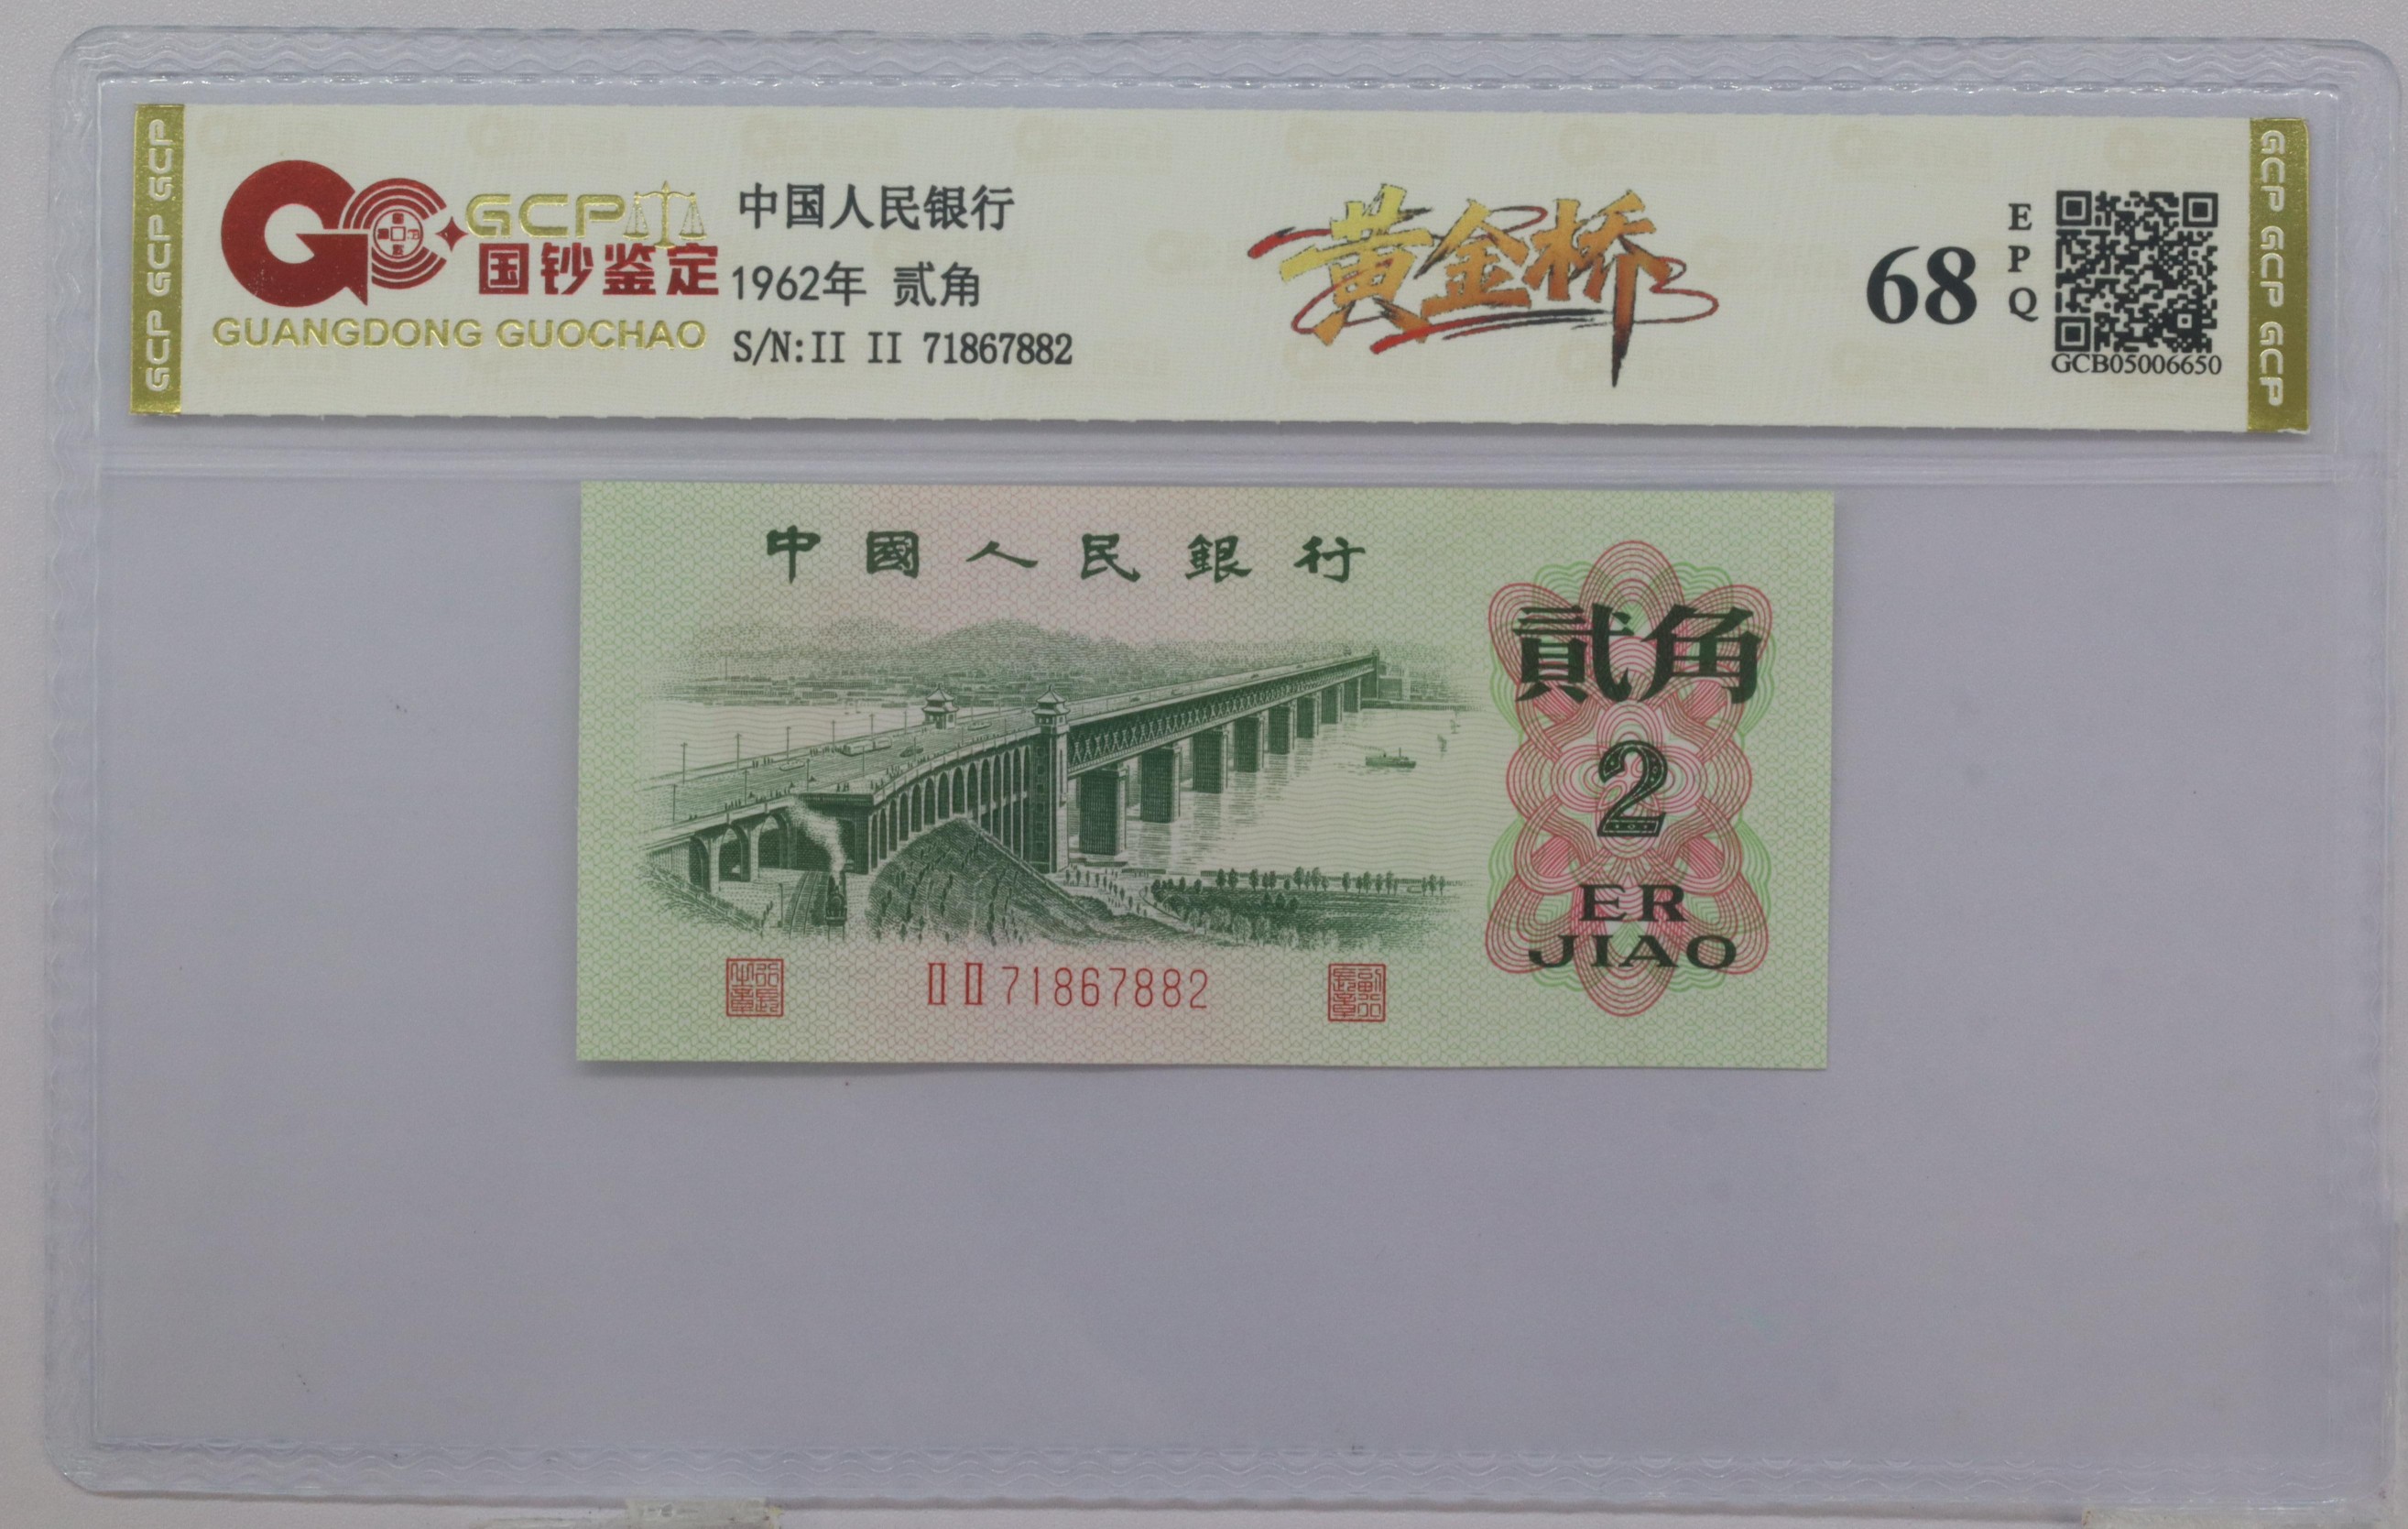 GCP GCP GCP
GCP
国钞鉴定
GUANGDONG GUOCHAO
中国人民银行
1962年 贰角
S/N:II II 71867882
黄金桥
68
EPQ
GCB05006650
GCP GCP GCP
中國人民銀行
貳角
2
ER
JIAO
II II 71867882